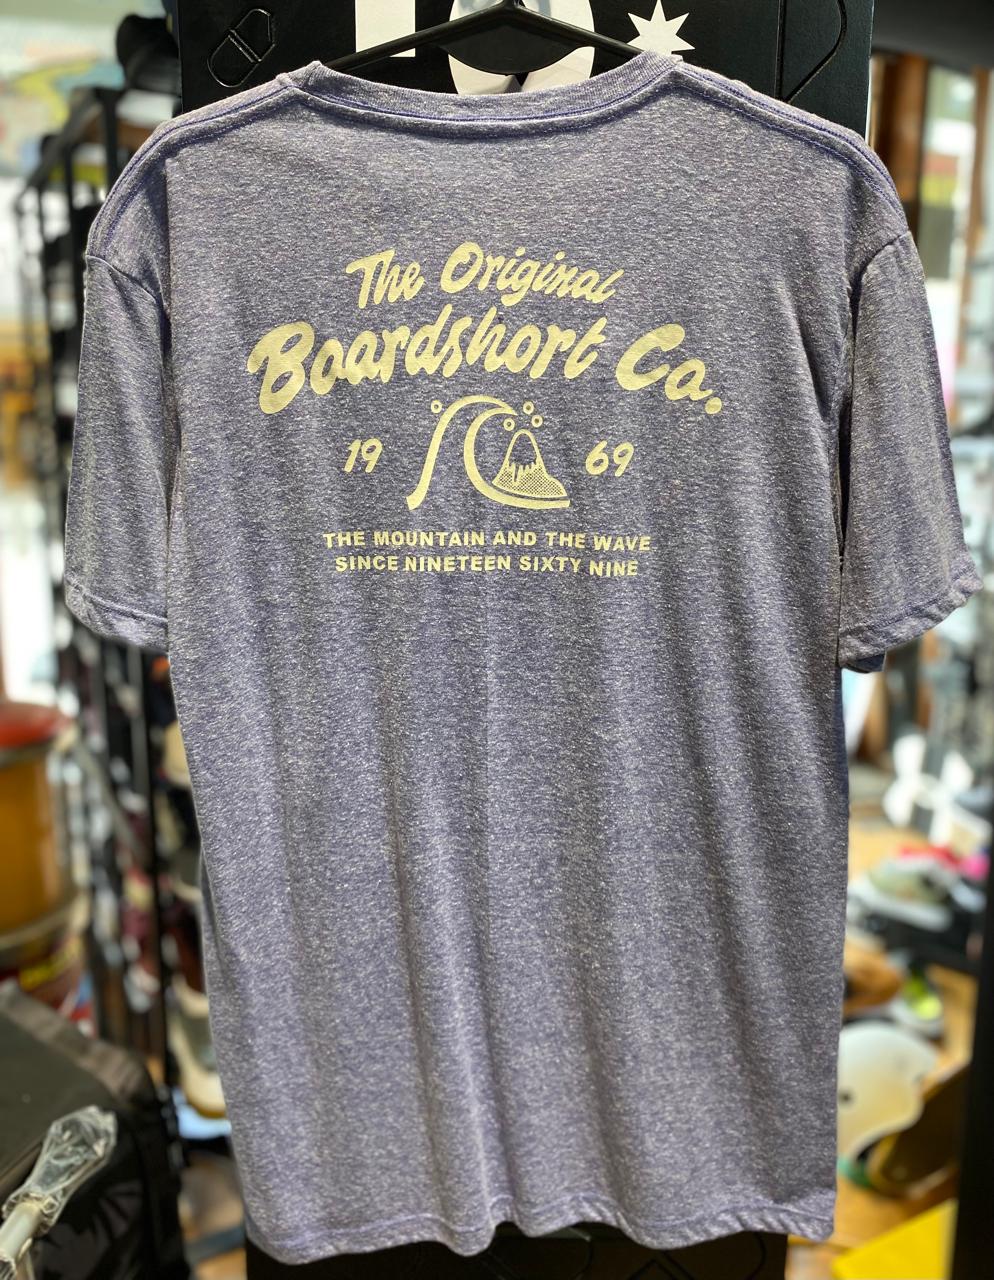 The Original
Boardshort Co.
19 69
THE MOUNTAIN AND THE WAVE
SINCE NINETEEN SIXTY NINE